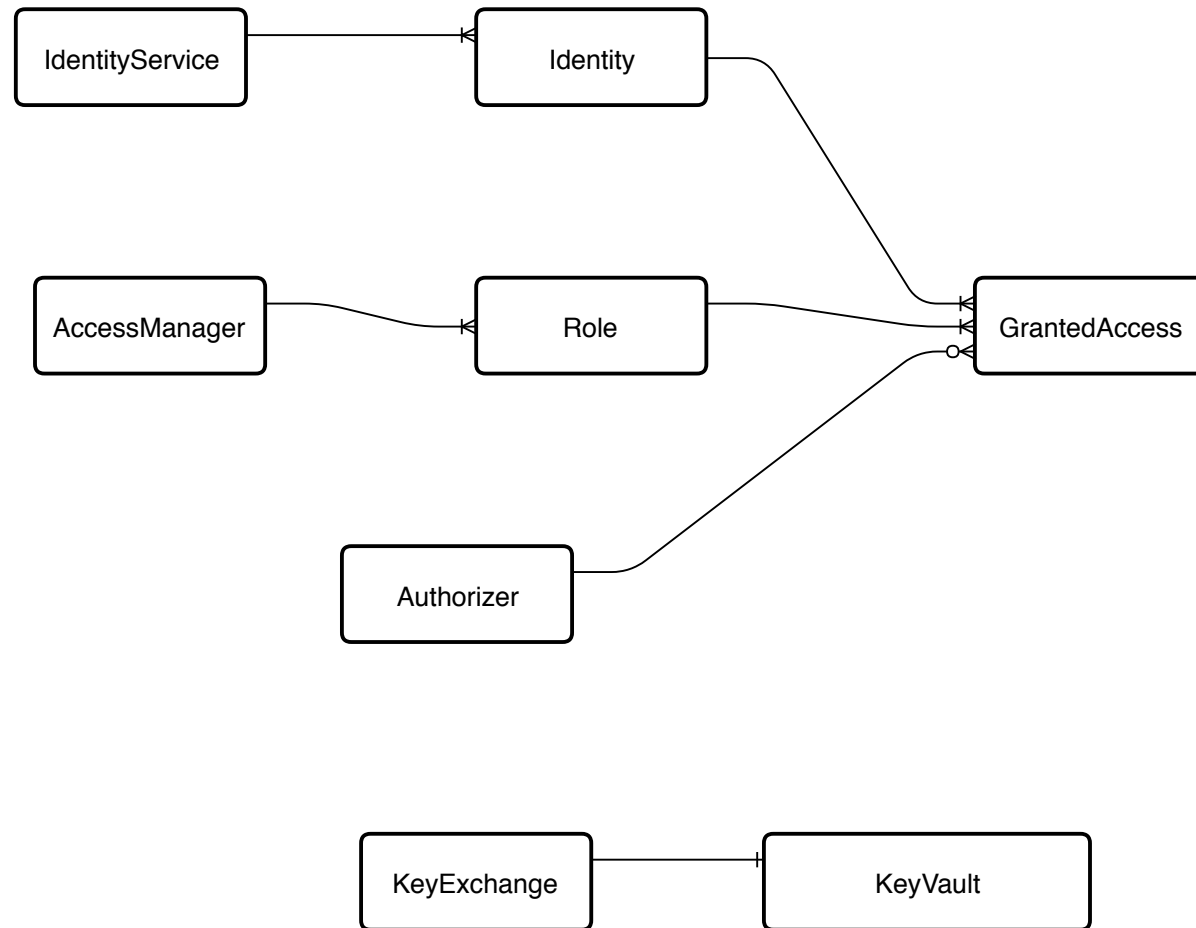 IdentityService
Identity
AccessManager
Role
GrantedAccess
Authorizer
KeyExchange
KeyVault